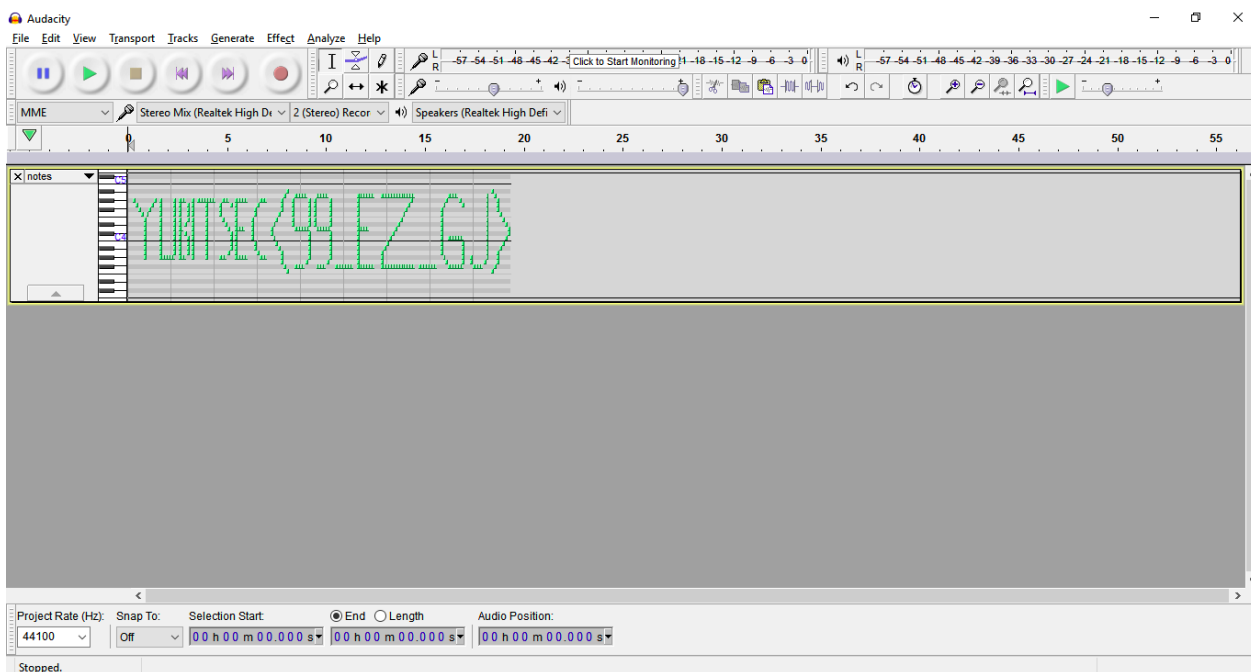 Audacity
File Edit View Transport Tracks Generate Effect Analyze Help
L R -57 -54 -51 -48 -45 -42 Click to Start Monitoring -18 -15 -12 -9 -6 -3 0 L R -57 -54 -51 -48 -45 -42 -39 -36 -33 -30 -27 -24 -21 -18 -15 -12 -9 -6 -3 0
MME Stereo Mix (Realtek High De 2 (Stereo) Recor Speakers (Realtek High Defi
0 5 10 15 20 25 30 35 40 45 50 55
notes
C5
C4
Project Rate (Hz): Snap To: Selection Start: End Length Audio Position:
44100 Off 00 h 00 m 00.000 s 00 h 00 m 00.000 s 00 h 00 m 00.000 s
Stopped.